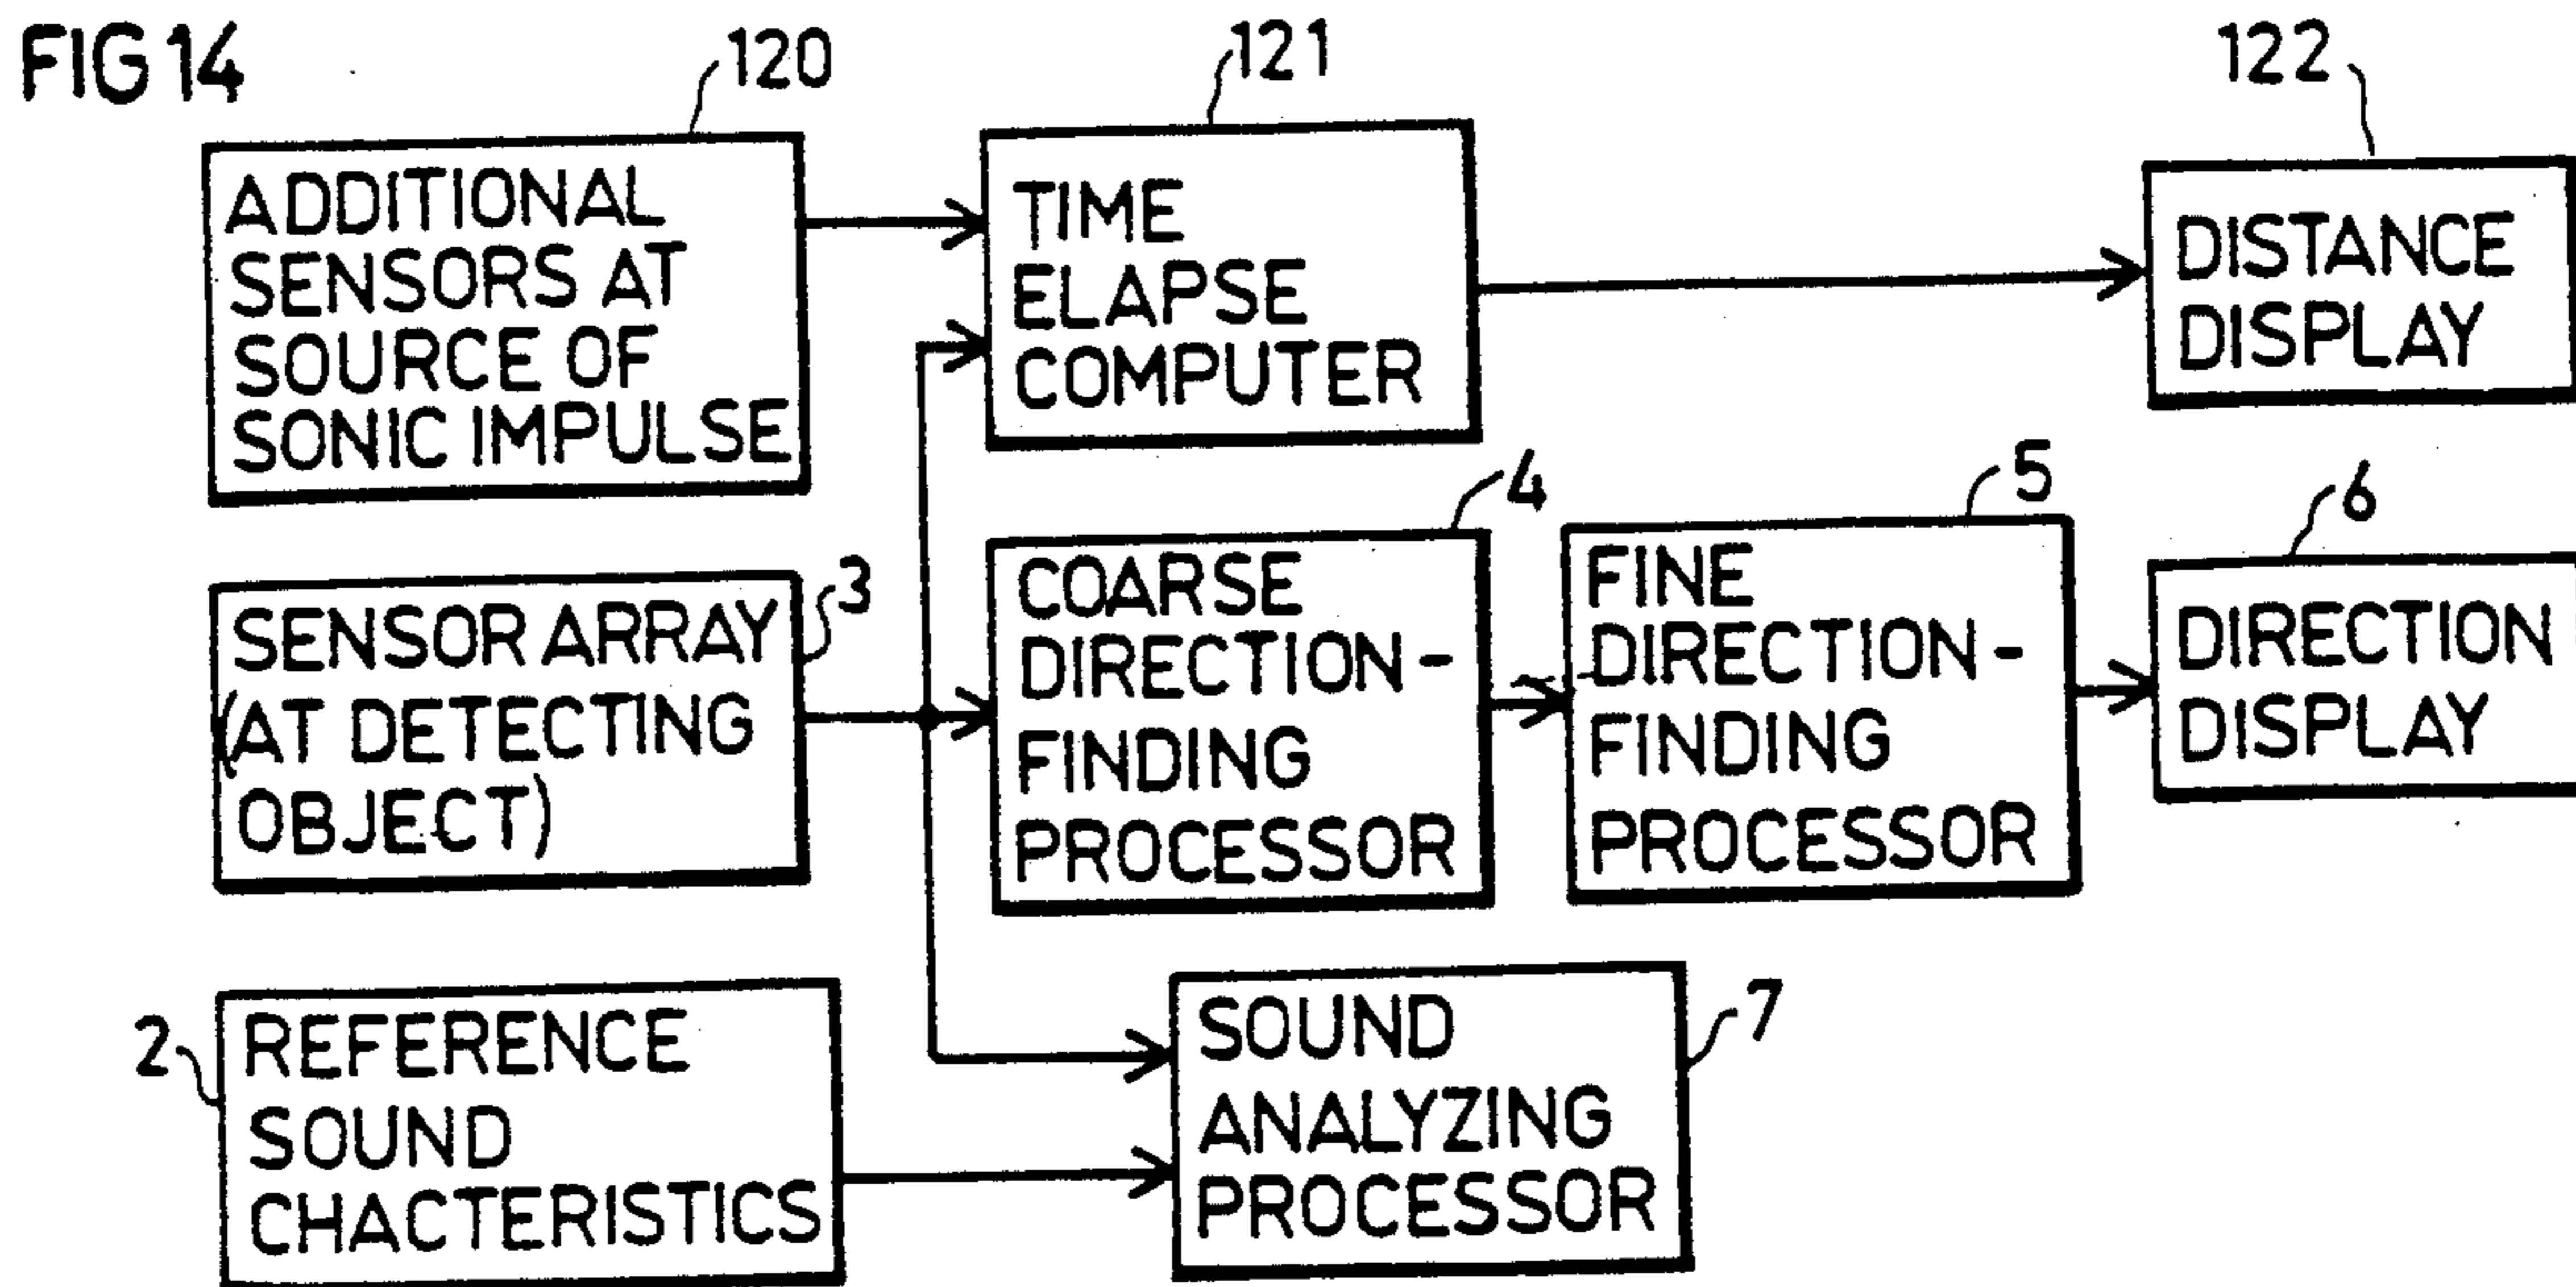 FIG 14
120
121
122
ADDITIONAL
SENSORS AT
SOURCE OF
SONIC IMPULSE
TIME
ELAPSE
COMPUTER
DISTANCE
DISPLAY
3
SENSOR ARRAY
(AT DETECTING
OBJECT)
4
COARSE
DIRECTION-
FINDING
PROCESSOR
5
FINE
DIRECTION-
FINDING
PROCESSOR
6
DIRECTION
DISPLAY
2
REFERENCE
SOUND
CHACTERISTICS
7
SOUND
ANALYZING
PROCESSOR